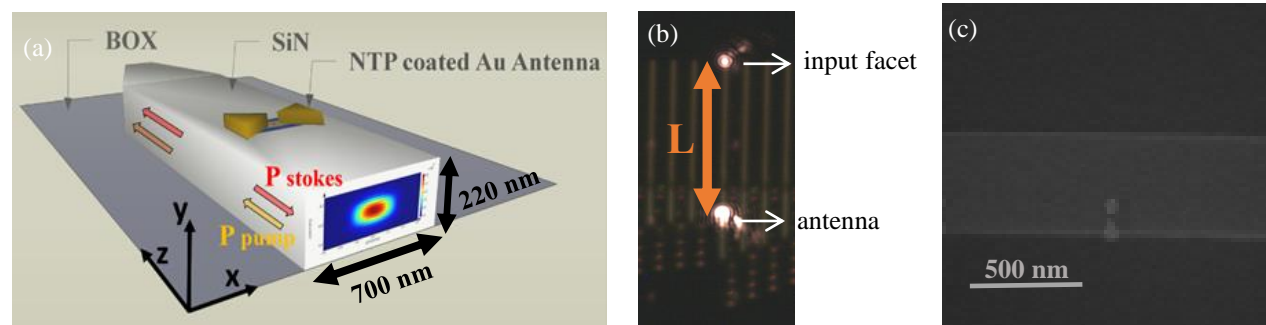 (a)
BOX
SiN
NTP coated Au Antenna
P stokes
P pump
220 nm
700 nm
y
z
x
(b)
input facet
L
antenna
(c)
500 nm